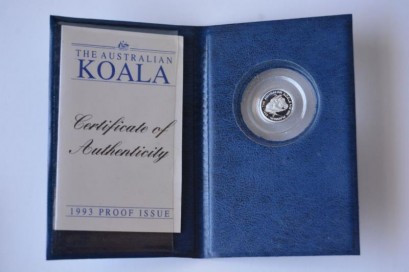 THE AUSTRALIAN
KOALA
Certificate of
Authenticity
1993 PROOF ISSUE